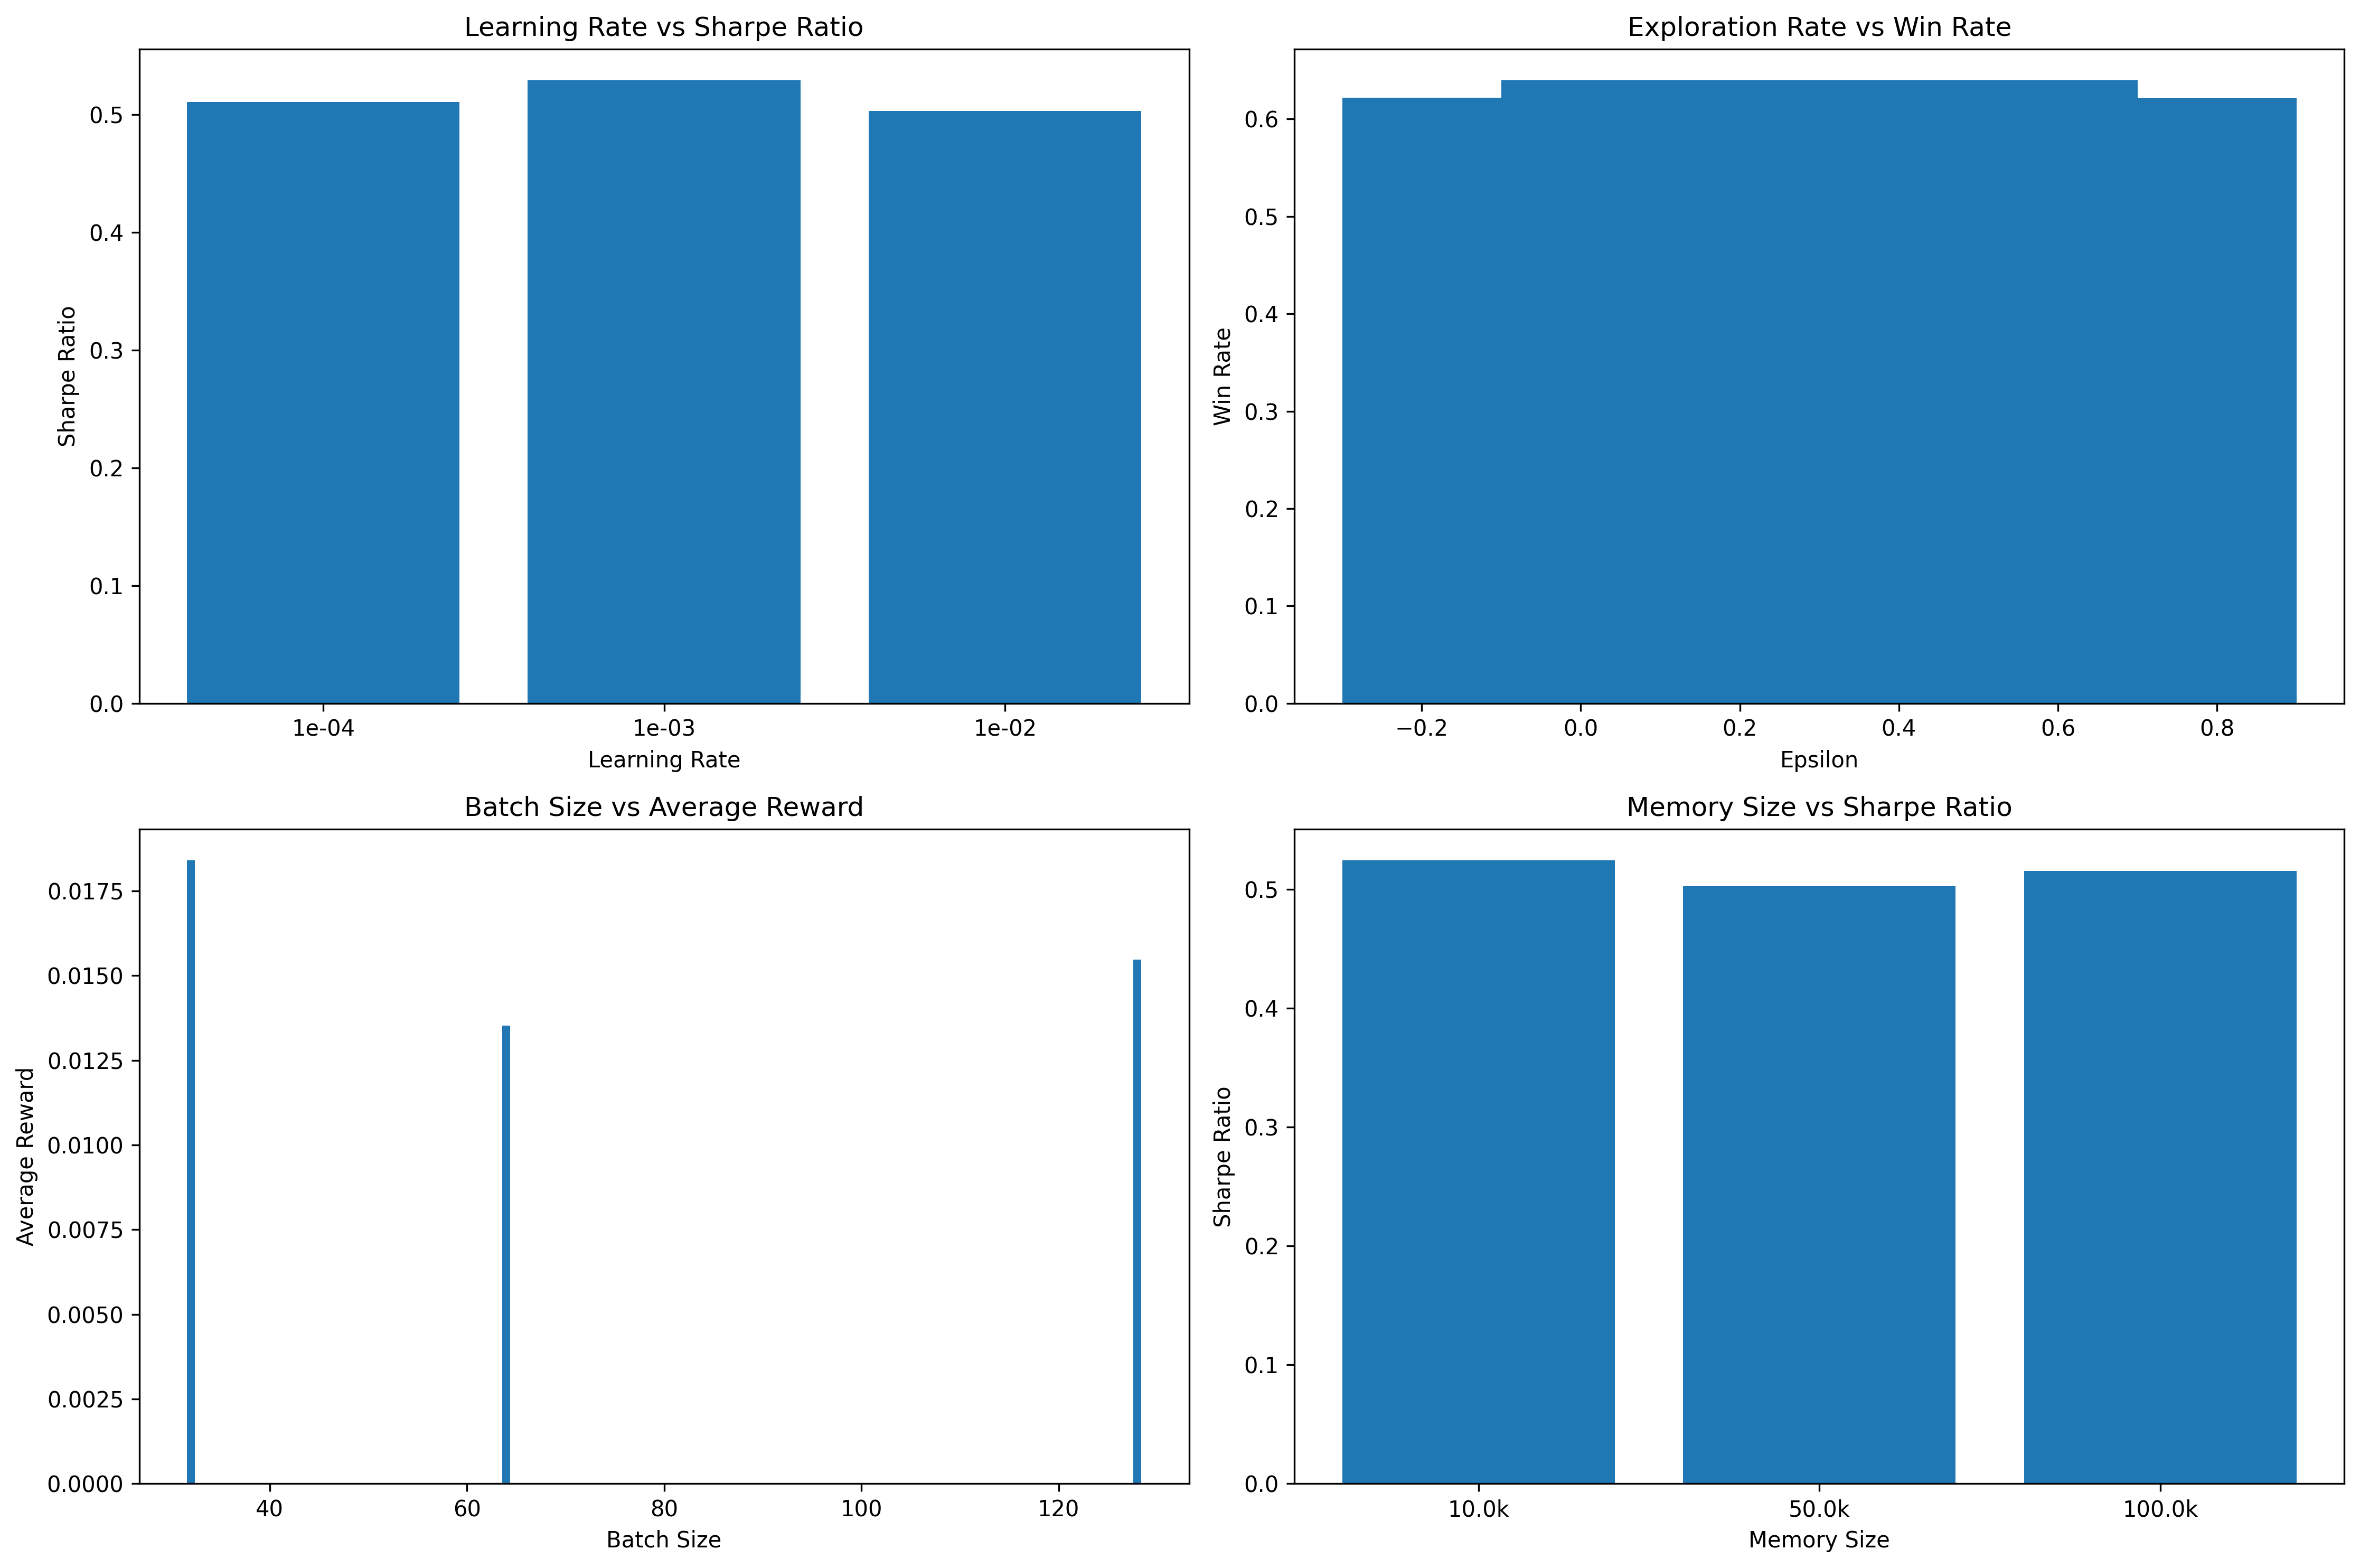 Learning Rate vs Sharpe Ratio
Sharpe Ratio
0.5
0.4
0.3
0.2
0.1
0.0
1e-04 1e-03 1e-02
Learning Rate
Exploration Rate vs Win Rate
Win Rate
0.6
0.5
0.4
0.3
0.2
0.1
0.0
−0.2 0.0 0.2 0.4 0.6 0.8
Epsilon
Batch Size vs Average Reward
Average Reward
0.0175
0.0150
0.0125
0.0100
0.0075
0.0050
0.0025
0.0000
40 60 80 100 120
Batch Size
Memory Size vs Sharpe Ratio
Sharpe Ratio
0.5
0.4
0.3
0.2
0.1
0.0
10.0k 50.0k 100.0k
Memory Size